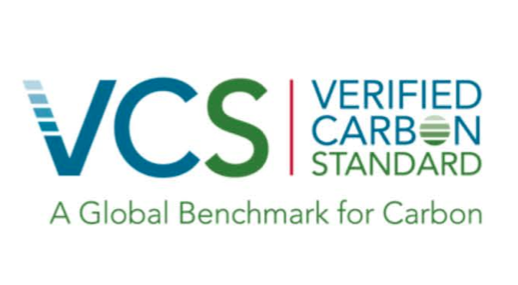 VCS
VERIFIED
CARBON
STANDARD
A Global Benchmark for Carbon